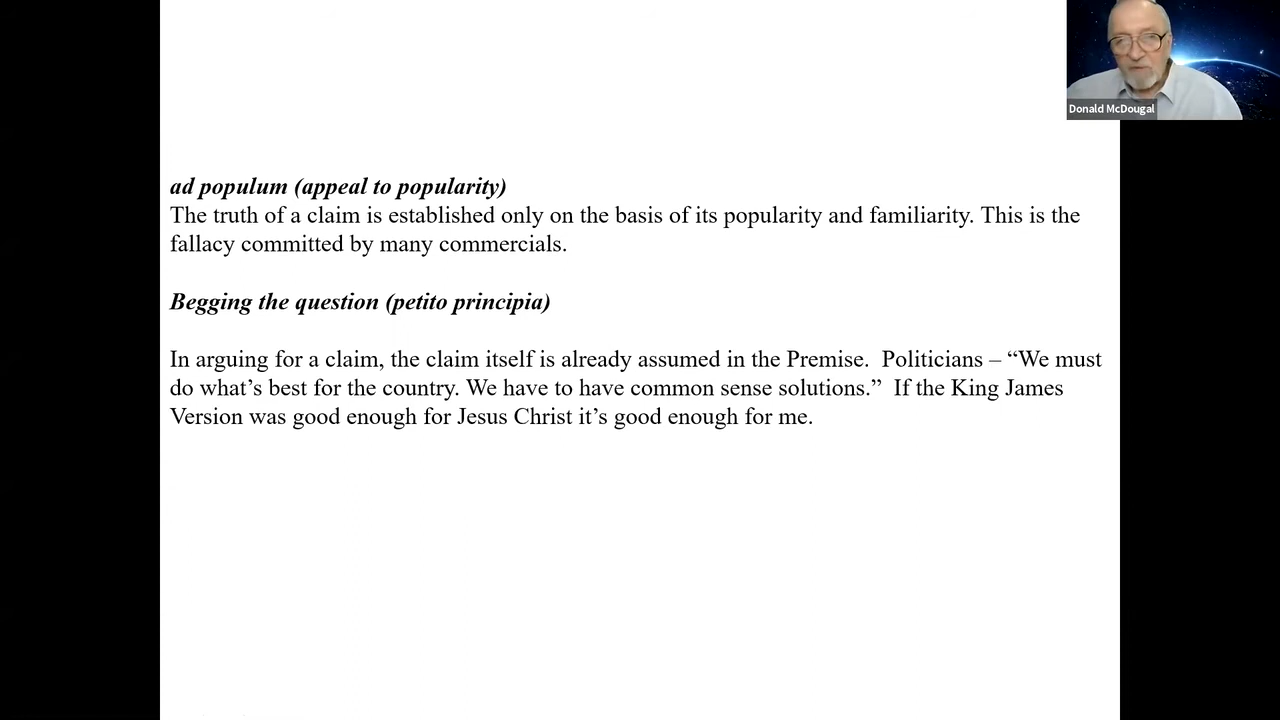 Donald McDougal
ad populum (appeal to popularity)
The truth of a claim is established only on the basis of its popularity and familiarity. This is the
fallacy committed by many commercials.
Begging the question (petito principia)
In arguing for a claim, the claim itself is already assumed in the Premise.  Politicians – “We must
do what’s best for the country. We have to have common sense solutions.”  If the King James
Version was good enough for Jesus Christ it’s good enough for me.